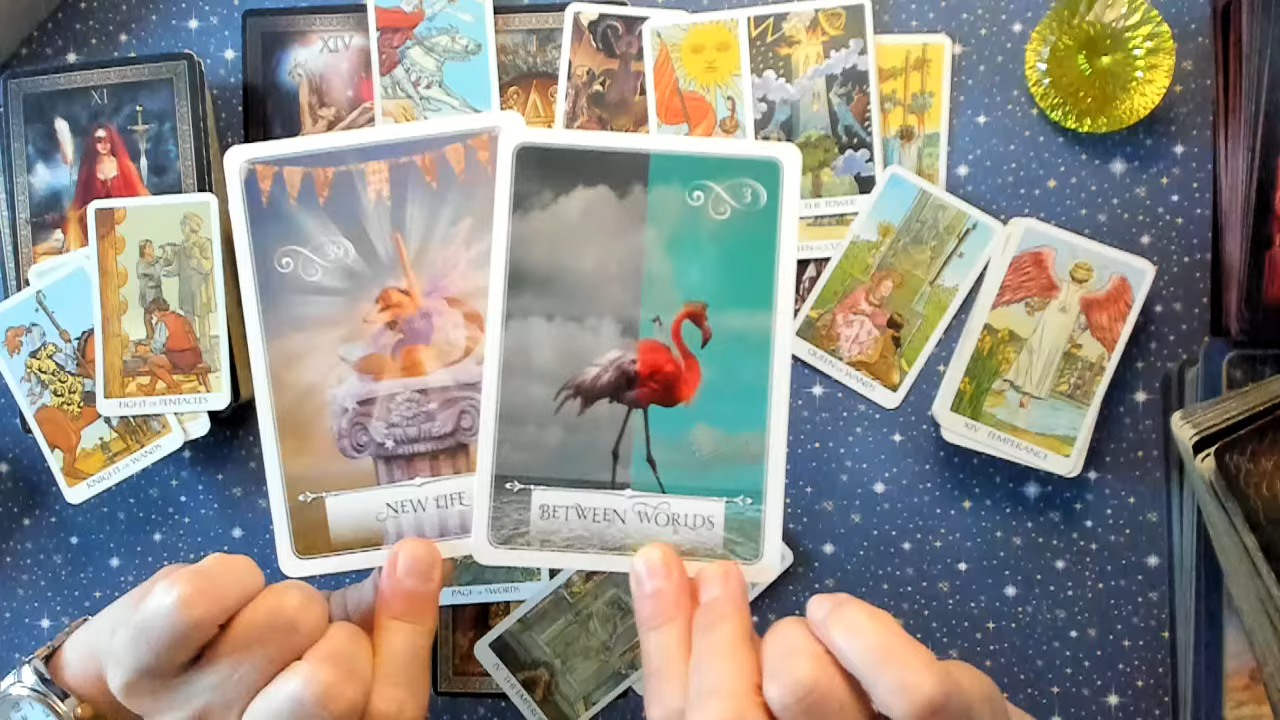 XI
XIV
39
3
THE TOWER
EIGHT OF PENTACLES
KNIGHT OF WANDS
QUEEN OF WANDS
XIV TEMPERANCE
NEW LIFE
BETWEEN WORLDS
PAGE OF SWORDS